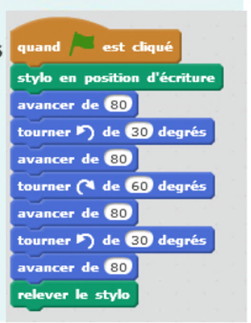 quand est cliqué
stylo en position d'écriture
avancer de 80
tourner de 30 degrés
avancer de 80
tourner de 60 degrés
avancer de 80
tourner de 30 degrés
avancer de 80
relever le stylo